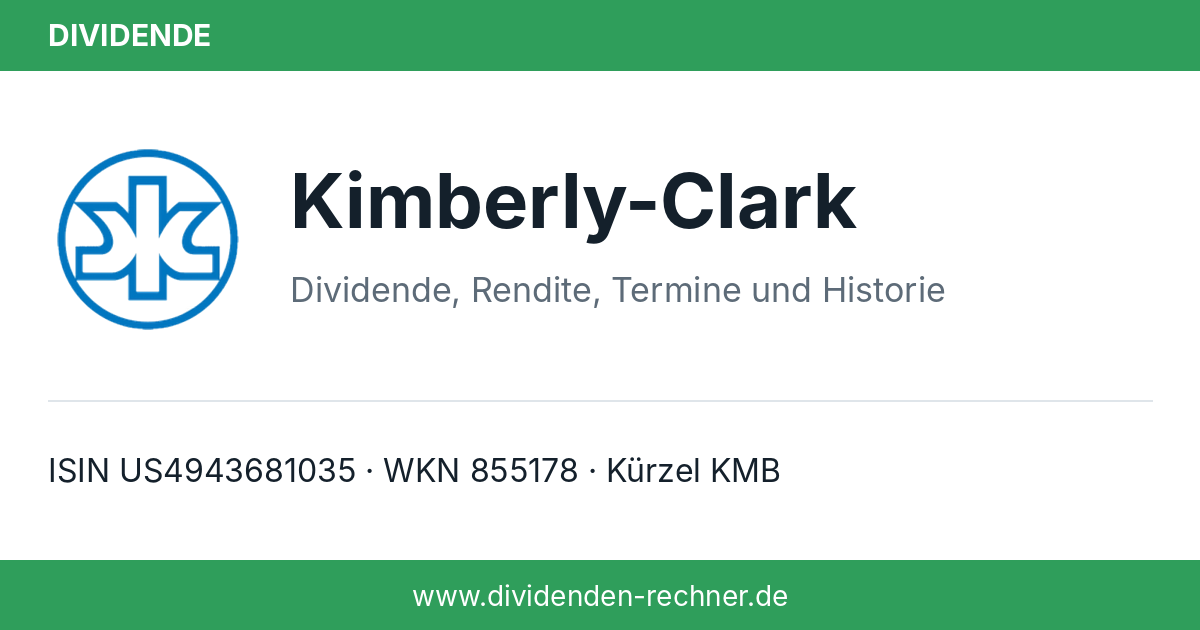 DIVIDENDE
Kimberly-Clark
Dividende, Rendite, Termine und Historie
ISIN US4943681035 · WKN 855178 · Kürzel KMB
www.dividenden-rechner.de